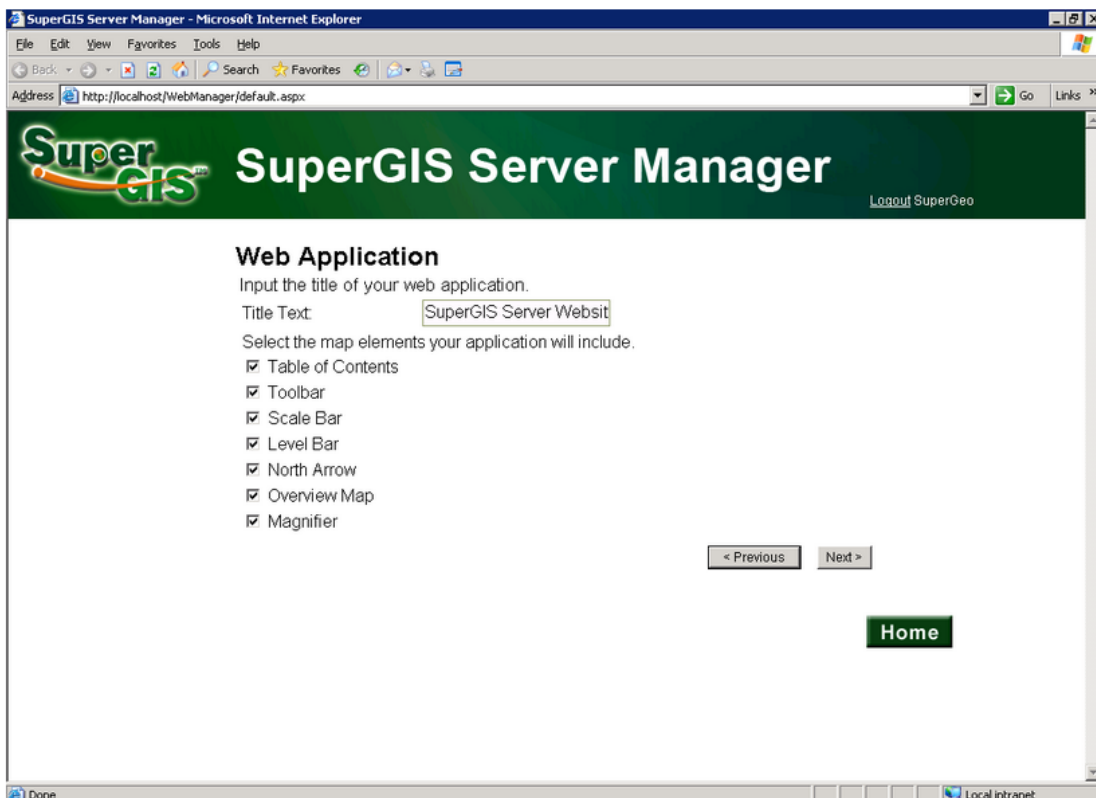 SuperGIS Server Manager - Microsoft Internet Explorer
File Edit View Favorites Tools Help
Back Search Favorites
Address http://localhost/WebManager/default.aspx Go Links »
Super GIS
SuperGIS Server Manager
Logout SuperGeo
Web Application
Input the title of your web application.
Title Text: SuperGIS Server Websit
Select the map elements your application will include.
Table of Contents
Toolbar
Scale Bar
Level Bar
North Arrow
Overview Map
Magnifier
< Previous Next >
Home
Done Local intranet